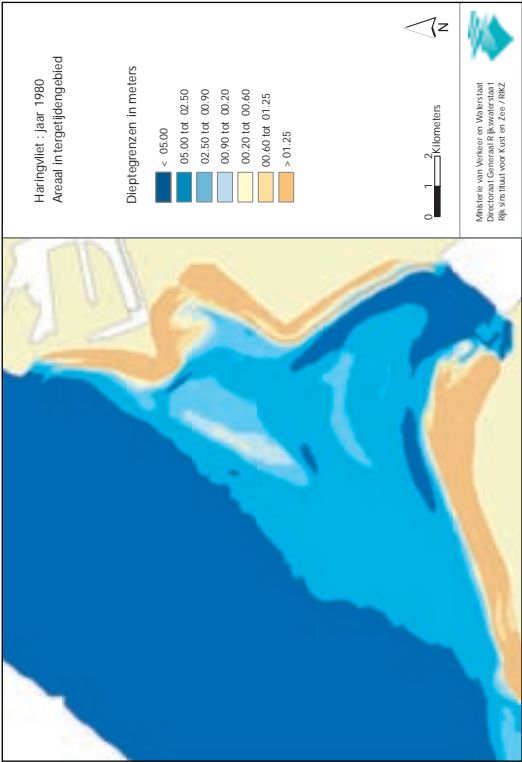 Haringvliet : jaar 1980
Areaal intergetijdengebied
Dieptegrenzen in meters
< 05.00
05.00 tot 02.50
02.50 tot 00.90
00.90 tot 00.20
00.20 tot 00.60
00.60 tot 01.25
> 01.25
0 1 2 Kilometers
N
Ministerie van Verkeer en Waterstaat
Directoraat Generaal Rijkswaterstaat
Rijksinstituut voor Kust en Zee / RIKZ